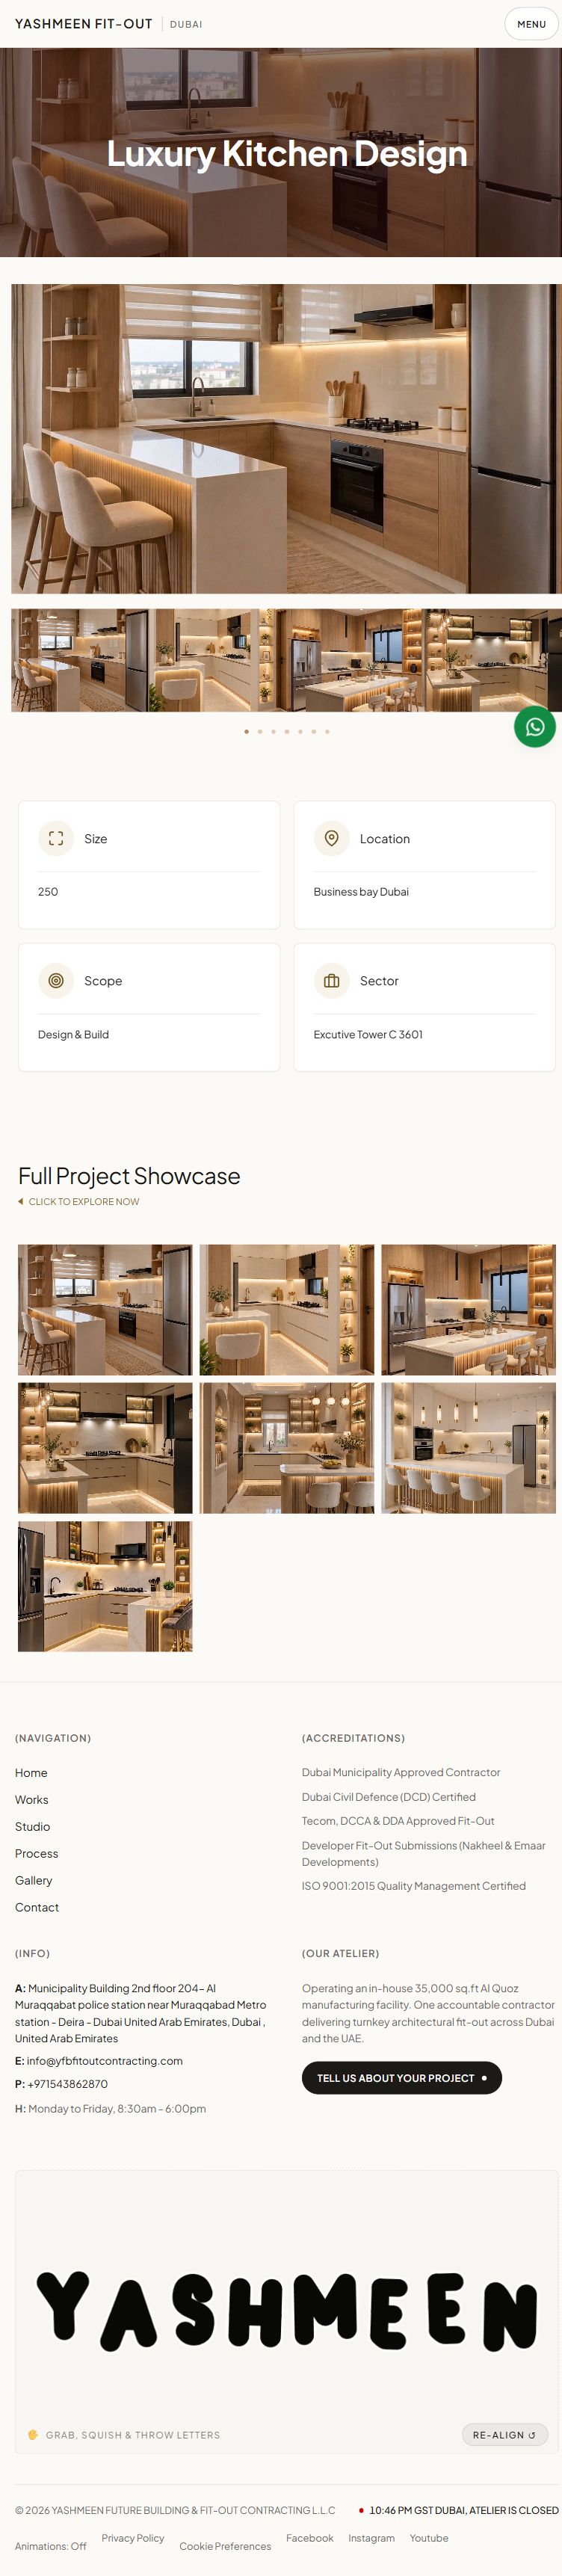 YASHMEEN FIT-OUT DUBAI
MENU
Luxury Kitchen Design
Size
250
Location
Business bay Dubai
Scope
Design & Build
Sector
Excutive Tower C 3601
Full Project Showcase
CLICK TO EXPLORE NOW
(NAVIGATION)
Home
Works
Studio
Process
Gallery
Contact
(ACCREDITATIONS)
Dubai Municipality Approved Contractor
Dubai Civil Defence (DCD) Certified
Tecom, DCCA & DDA Approved Fit-Out
Developer Fit-Out Submissions (Nakheel & Emaar
Developments)
ISO 9001:2015 Quality Management Certified
(INFO)
A: Municipality Building 2nd floor 204– Al
Muraqqabat police station near Muraqqabad Metro
station - Deira - Dubai United Arab Emirates, Dubai ,
United Arab Emirates
E: info@yfbfitoutcontracting.com
P: +971543862870
H: Monday to Friday, 8:30am - 6:00pm
(OUR ATELIER)
Operating an in-house 35,000 sq.ft Al Quoz
manufacturing facility. One accountable contractor
delivering turnkey architectural fit-out across Dubai
and the UAE.
TELL US ABOUT YOUR PROJECT
YASHMEEN
GRAB, SQUISH & THROW LETTERS
RE-ALIGN ↺
© 2026 YASHMEEN FUTURE BUILDING & FIT-OUT CONTRACTING L.L.C
10:46 PM GST DUBAI, ATELIER IS CLOSED
Animations: Off
Privacy Policy
Cookie Preferences
Facebook
Instagram
Youtube